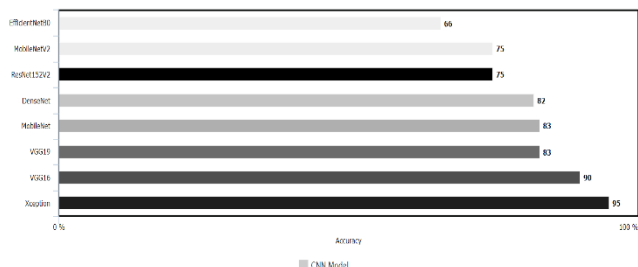 EfficientNetB0
66
MobileNetV2
75
ResNet152V2
75
DenseNet
82
MobileNet
83
VGG19
83
VGG16
90
Xception
95
0 %
100 %
Accuracy
CNN Model